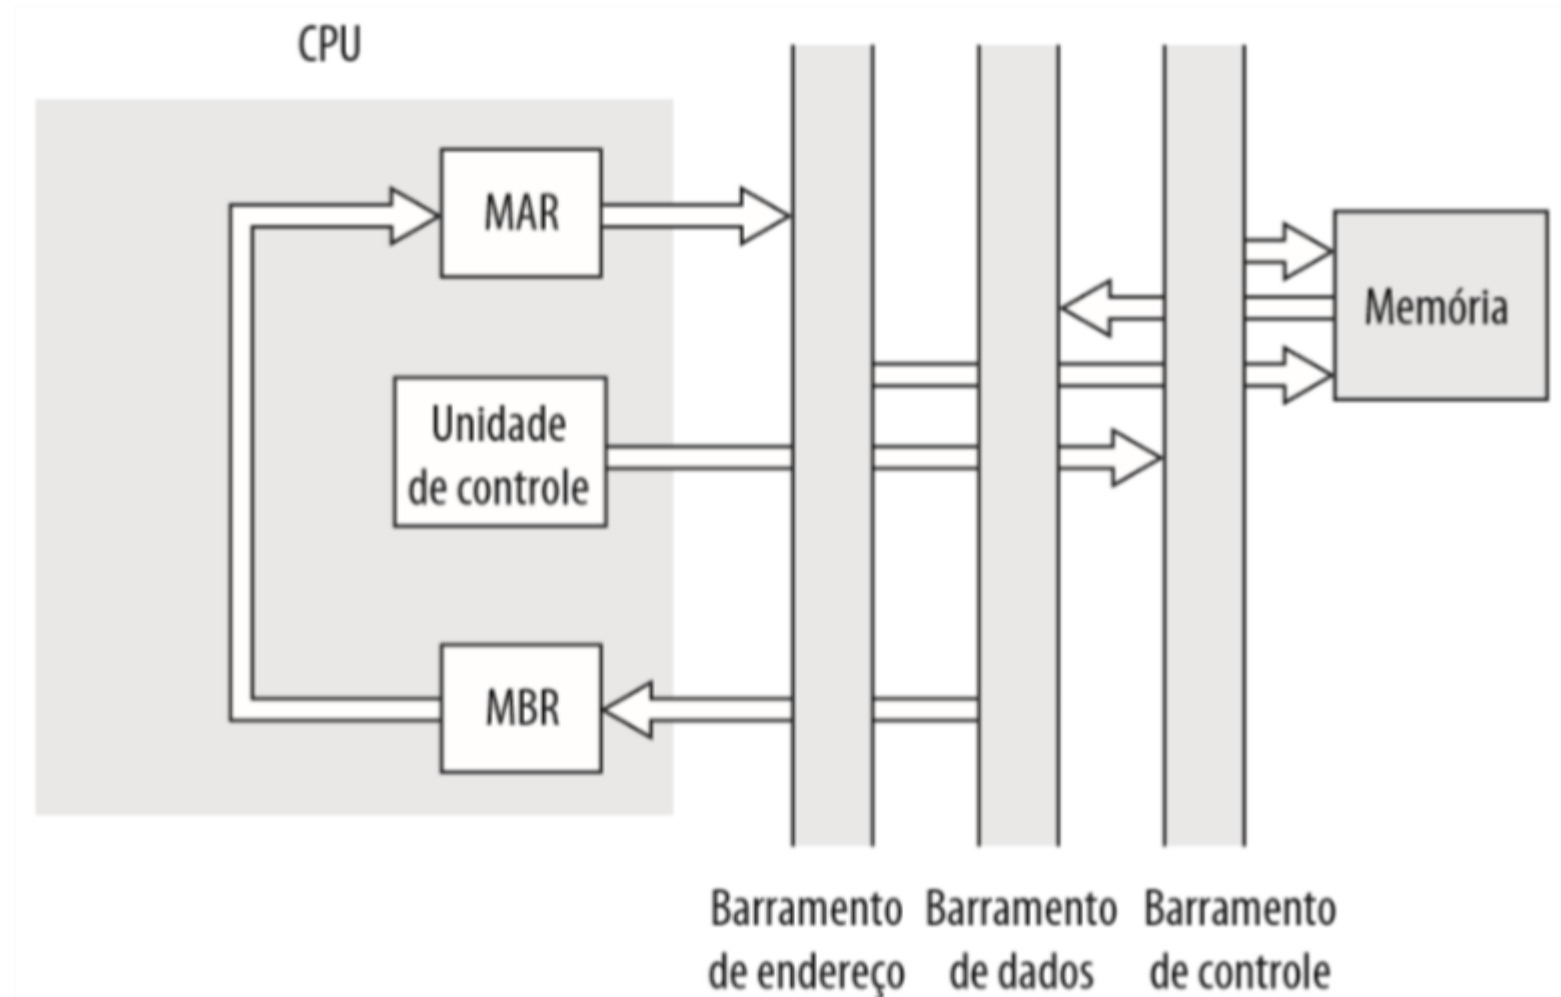 CPU
MAR
Memória
Unidade
de controle
MBR
Barramento
de endereço
Barramento
de dados
Barramento
de controle